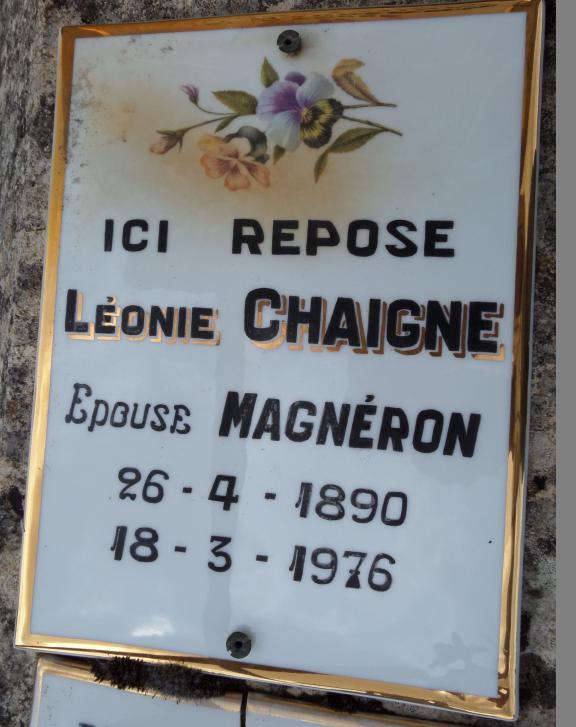 ICI REPOSE
LÉONIE CHAIGNE
EPOUSE MAGNÉRON
26 - 4 - 1890
18 - 3 - 1976